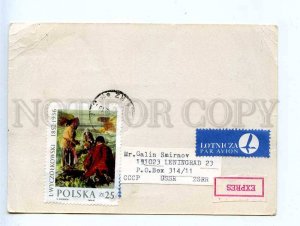 NOT FOR COPY
L. WYCZÓŁKOWSKI 1852-1936
POLSKA zł 25
LOTNICZA
PAR AVION
Mr.Galin Smirnov
191023 LENINGRAD 23
P.O.Box 314/11
CCCP USSR ZSRR
EXPRES